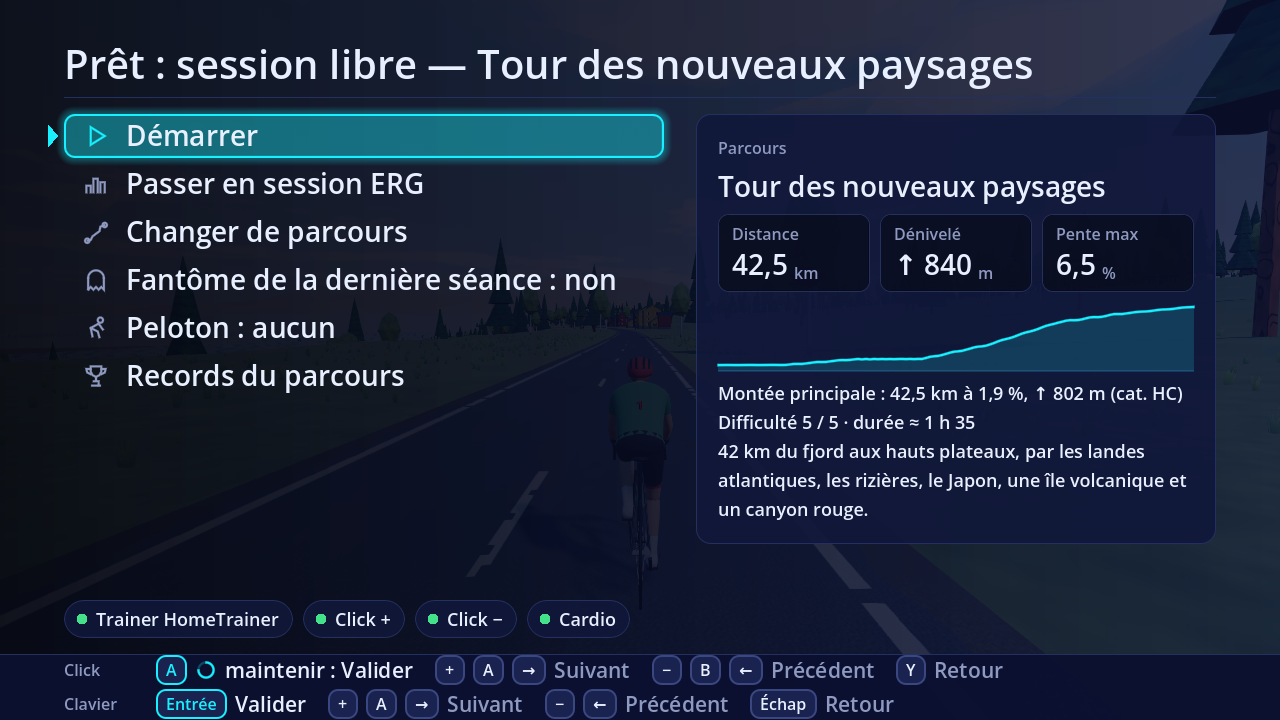 Prêt : session libre — Tour des nouveaux paysages
Démarrer
Passer en session ERG
Changer de parcours
Fantôme de la dernière séance : non
Peloton : aucun
Records du parcours
Parcours
Tour des nouveaux paysages
Distance
42,5 km
Dénivelé
↑ 840 m
Pente max
6,5 %
Montée principale : 42,5 km à 1,9 %, ↑ 802 m (cat. HC)
Difficulté 5 / 5 · durée ≈ 1 h 35
42 km du fjord aux hauts plateaux, par les landes
atlantiques, les rizières, le Japon, une île volcanique et
un canyon rouge.
Trainer HomeTrainer
Click +
Click −
Cardio
Click A maintenir : Valider + A → Suivant − B ← Précédent Y Retour
Clavier Entrée Valider + A → Suivant − ← Précédent Échap Retour